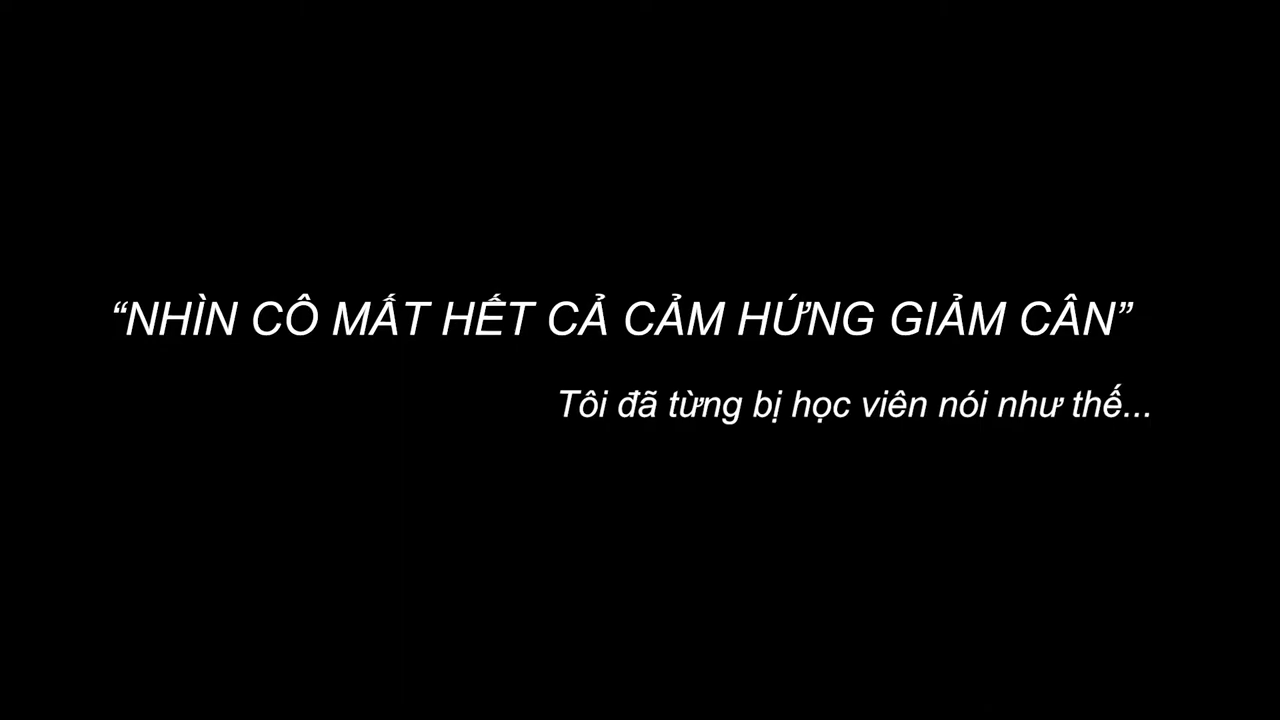 “NHÌN CÔ MẤT HẾT CẢ CẢM HỨNG GIẢM CÂN”
Tôi đã từng bị học viên nói như thế...